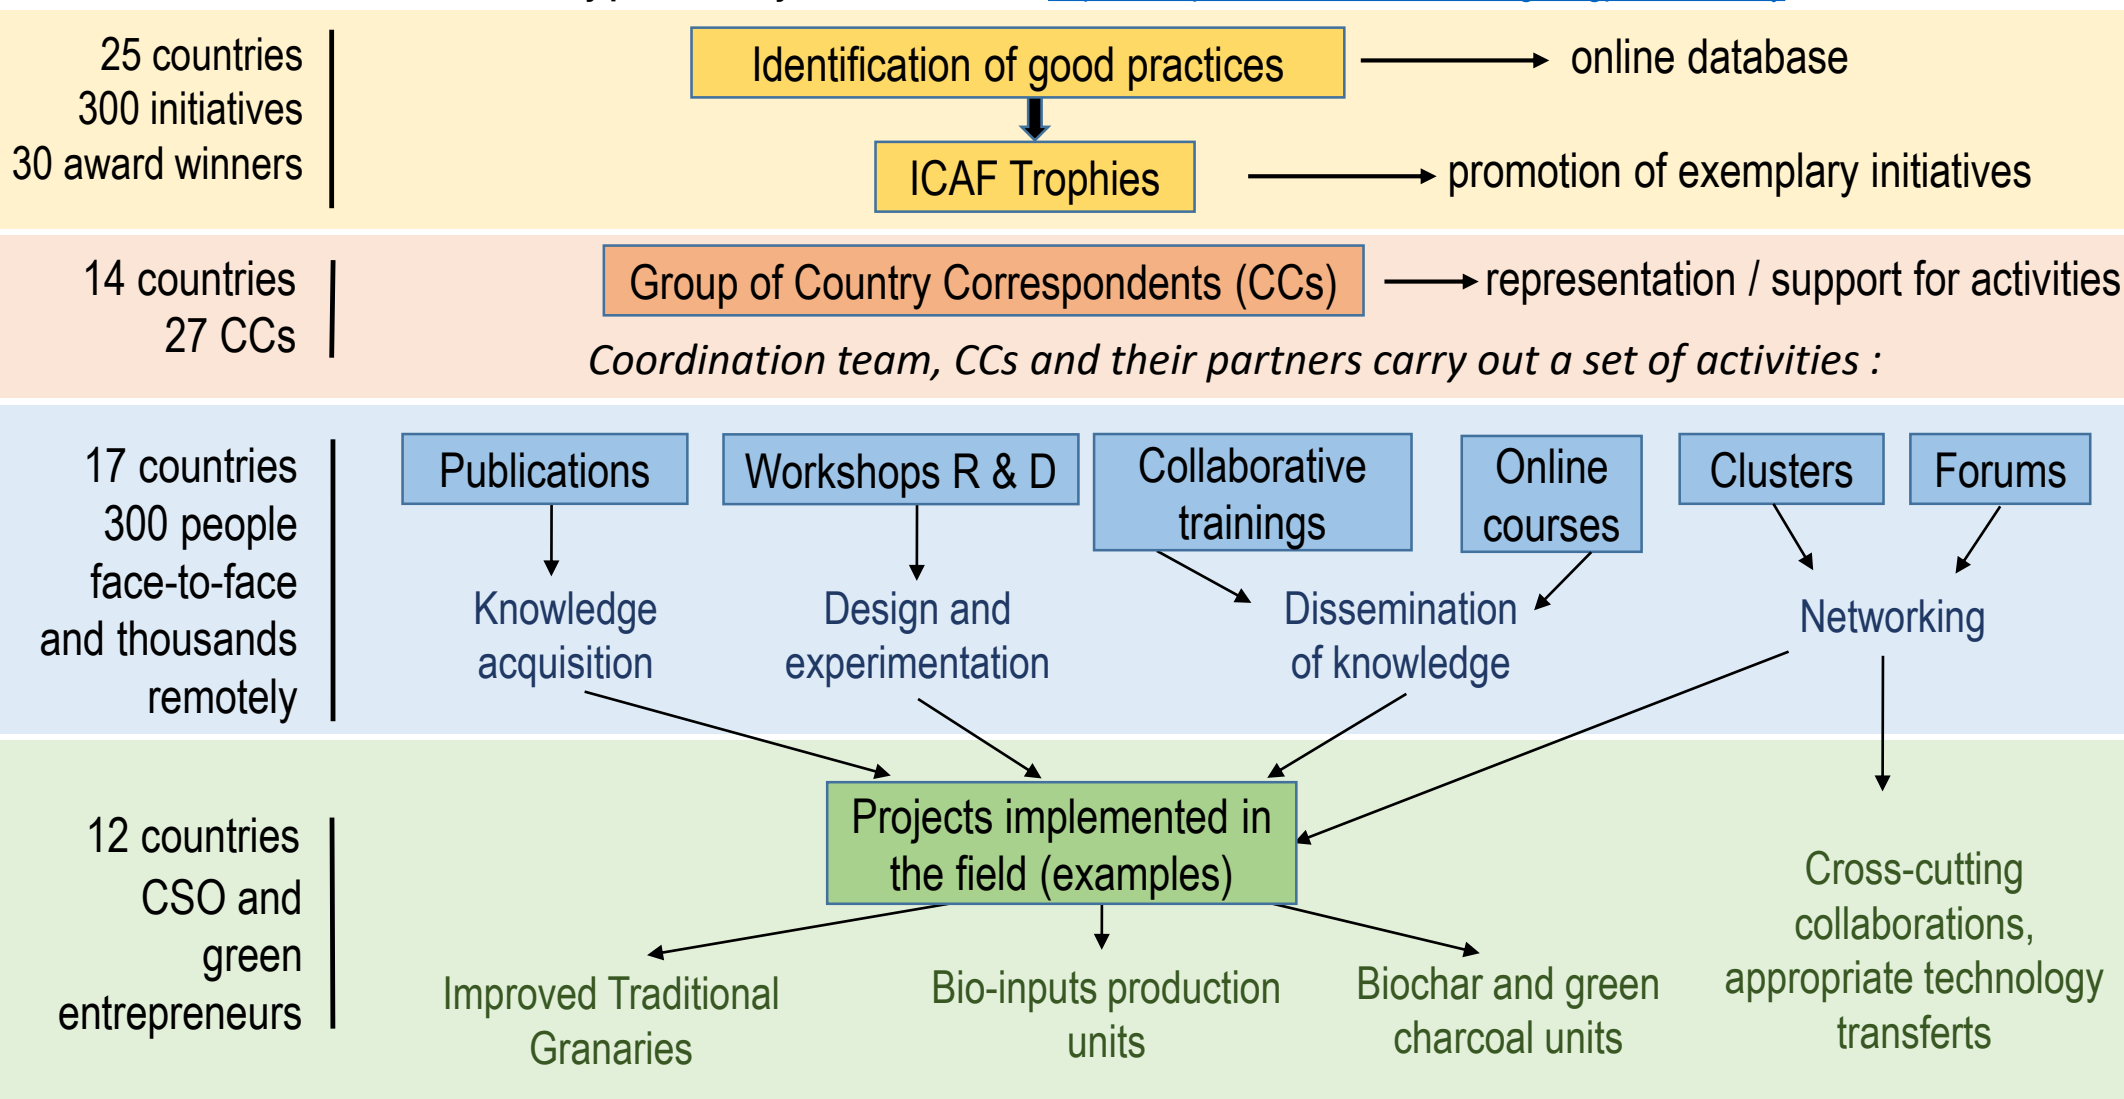 25 countries
300 initiatives
30 award winners
Identification of good practices
online database
ICAF Trophies
promotion of exemplary initiatives
14 countries
27 CCs
Group of Country Correspondents (CCs)
representation / support for activities
Coordination team, CCs and their partners carry out a set of activities :
17 countries
300 people
face-to-face
and thousands
remotely
Publications
Workshops R & D
Collaborative
trainings
Online
courses
Clusters
Forums
Knowledge
acquisition
Design and
experimentation
Dissemination
of knowledge
Networking
12 countries
CSO and
green
entrepreneurs
Projects implemented in
the field (examples)
Improved Traditional
Granaries
Bio-inputs production
units
Biochar and green
charcoal units
Cross-cutting
collaborations,
appropriate technology
transferts